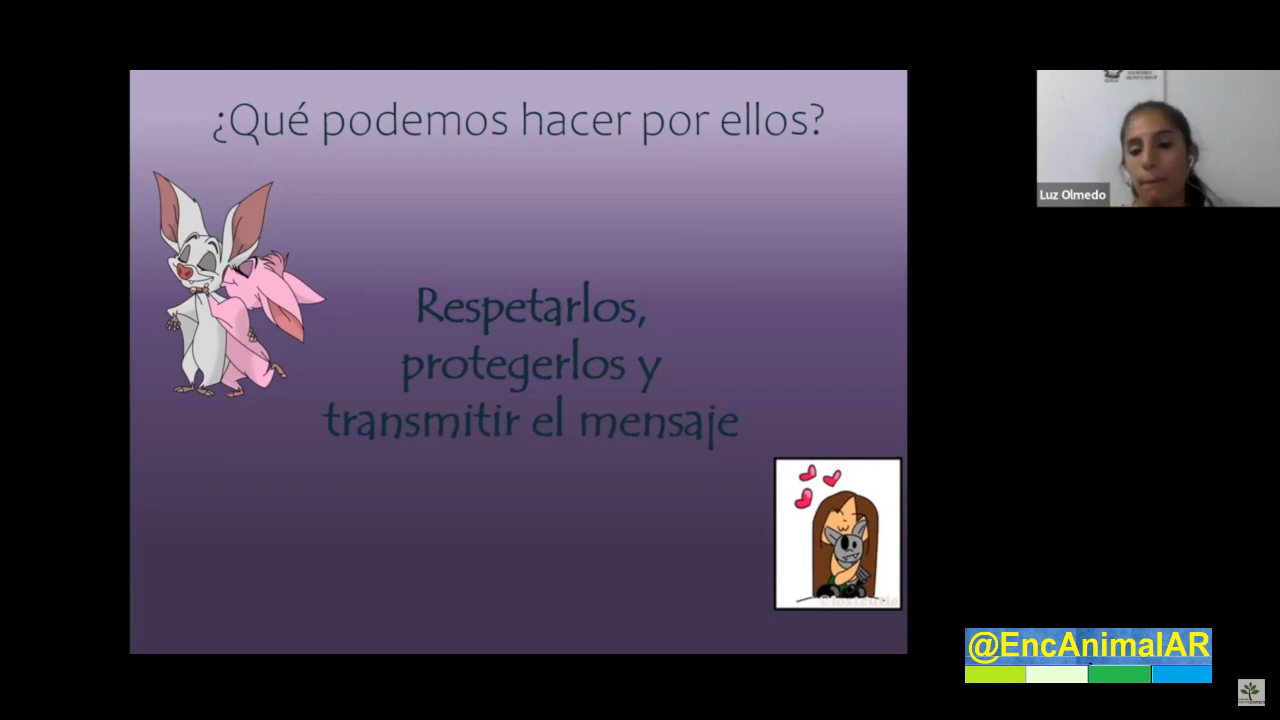 ¿Qué podemos hacer por ellos?
Respetarlos,
protegerlos y
transmitir el mensaje
Luz Olmedo
@EncAnimalAR